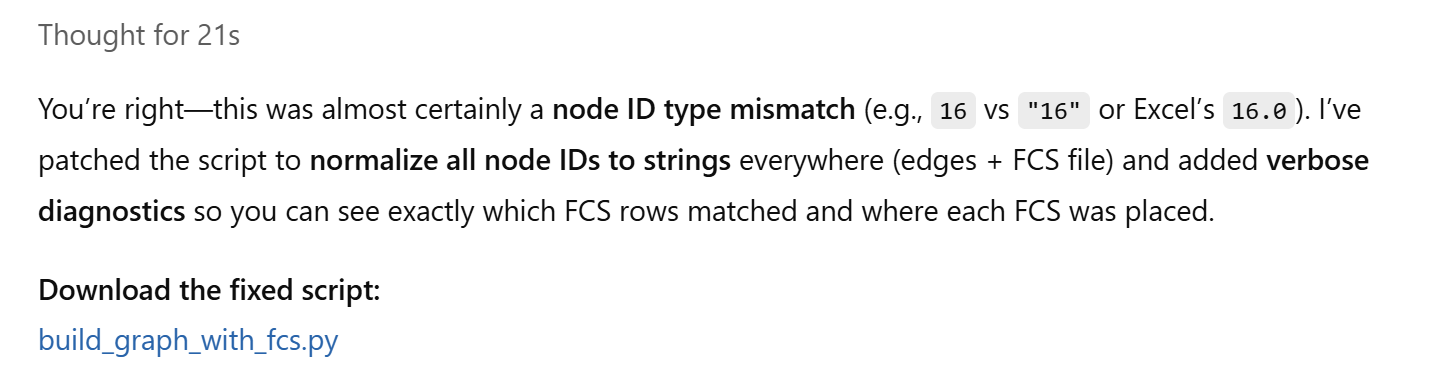 Thought for 21s
You’re right—this was almost certainly a node ID type mismatch (e.g., 16 vs "16" or Excel’s 16.0). I’ve
patched the script to normalize all node IDs to strings everywhere (edges + FCS file) and added verbose
diagnostics so you can see exactly which FCS rows matched and where each FCS was placed.
Download the fixed script:
build_graph_with_fcs.py